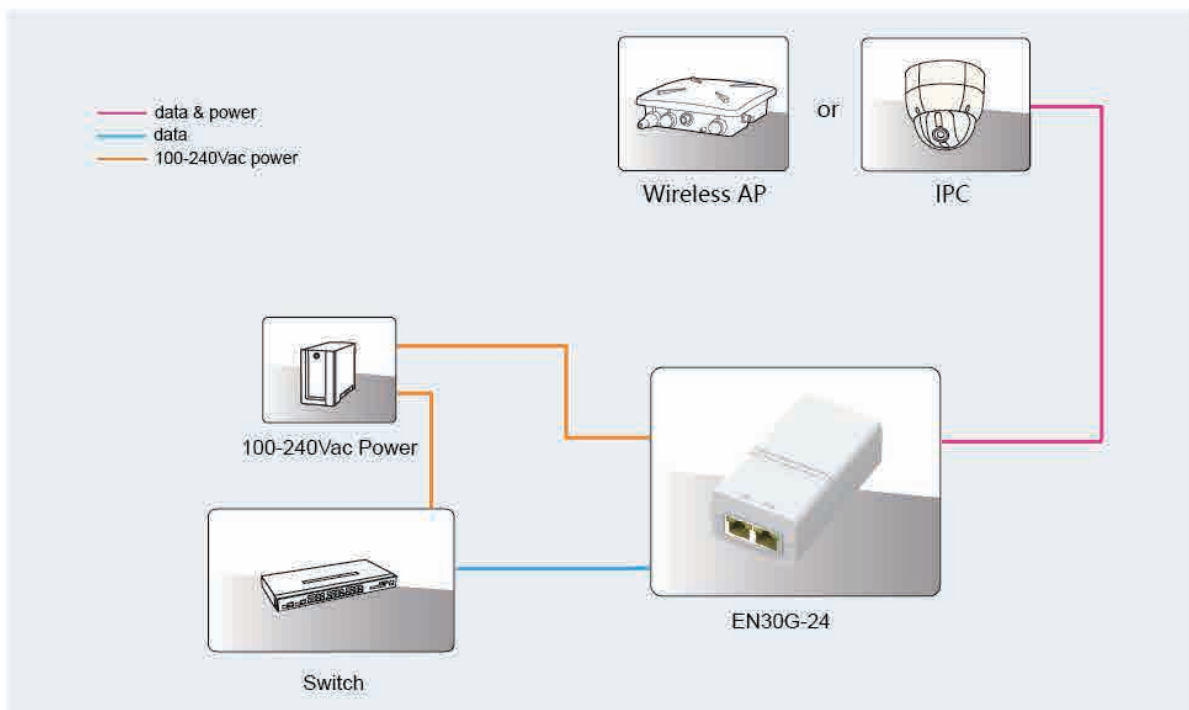 data & power
data
100-240Vac power
Wireless AP
or
IPC
100-240Vac Power
EN30G-24
Switch